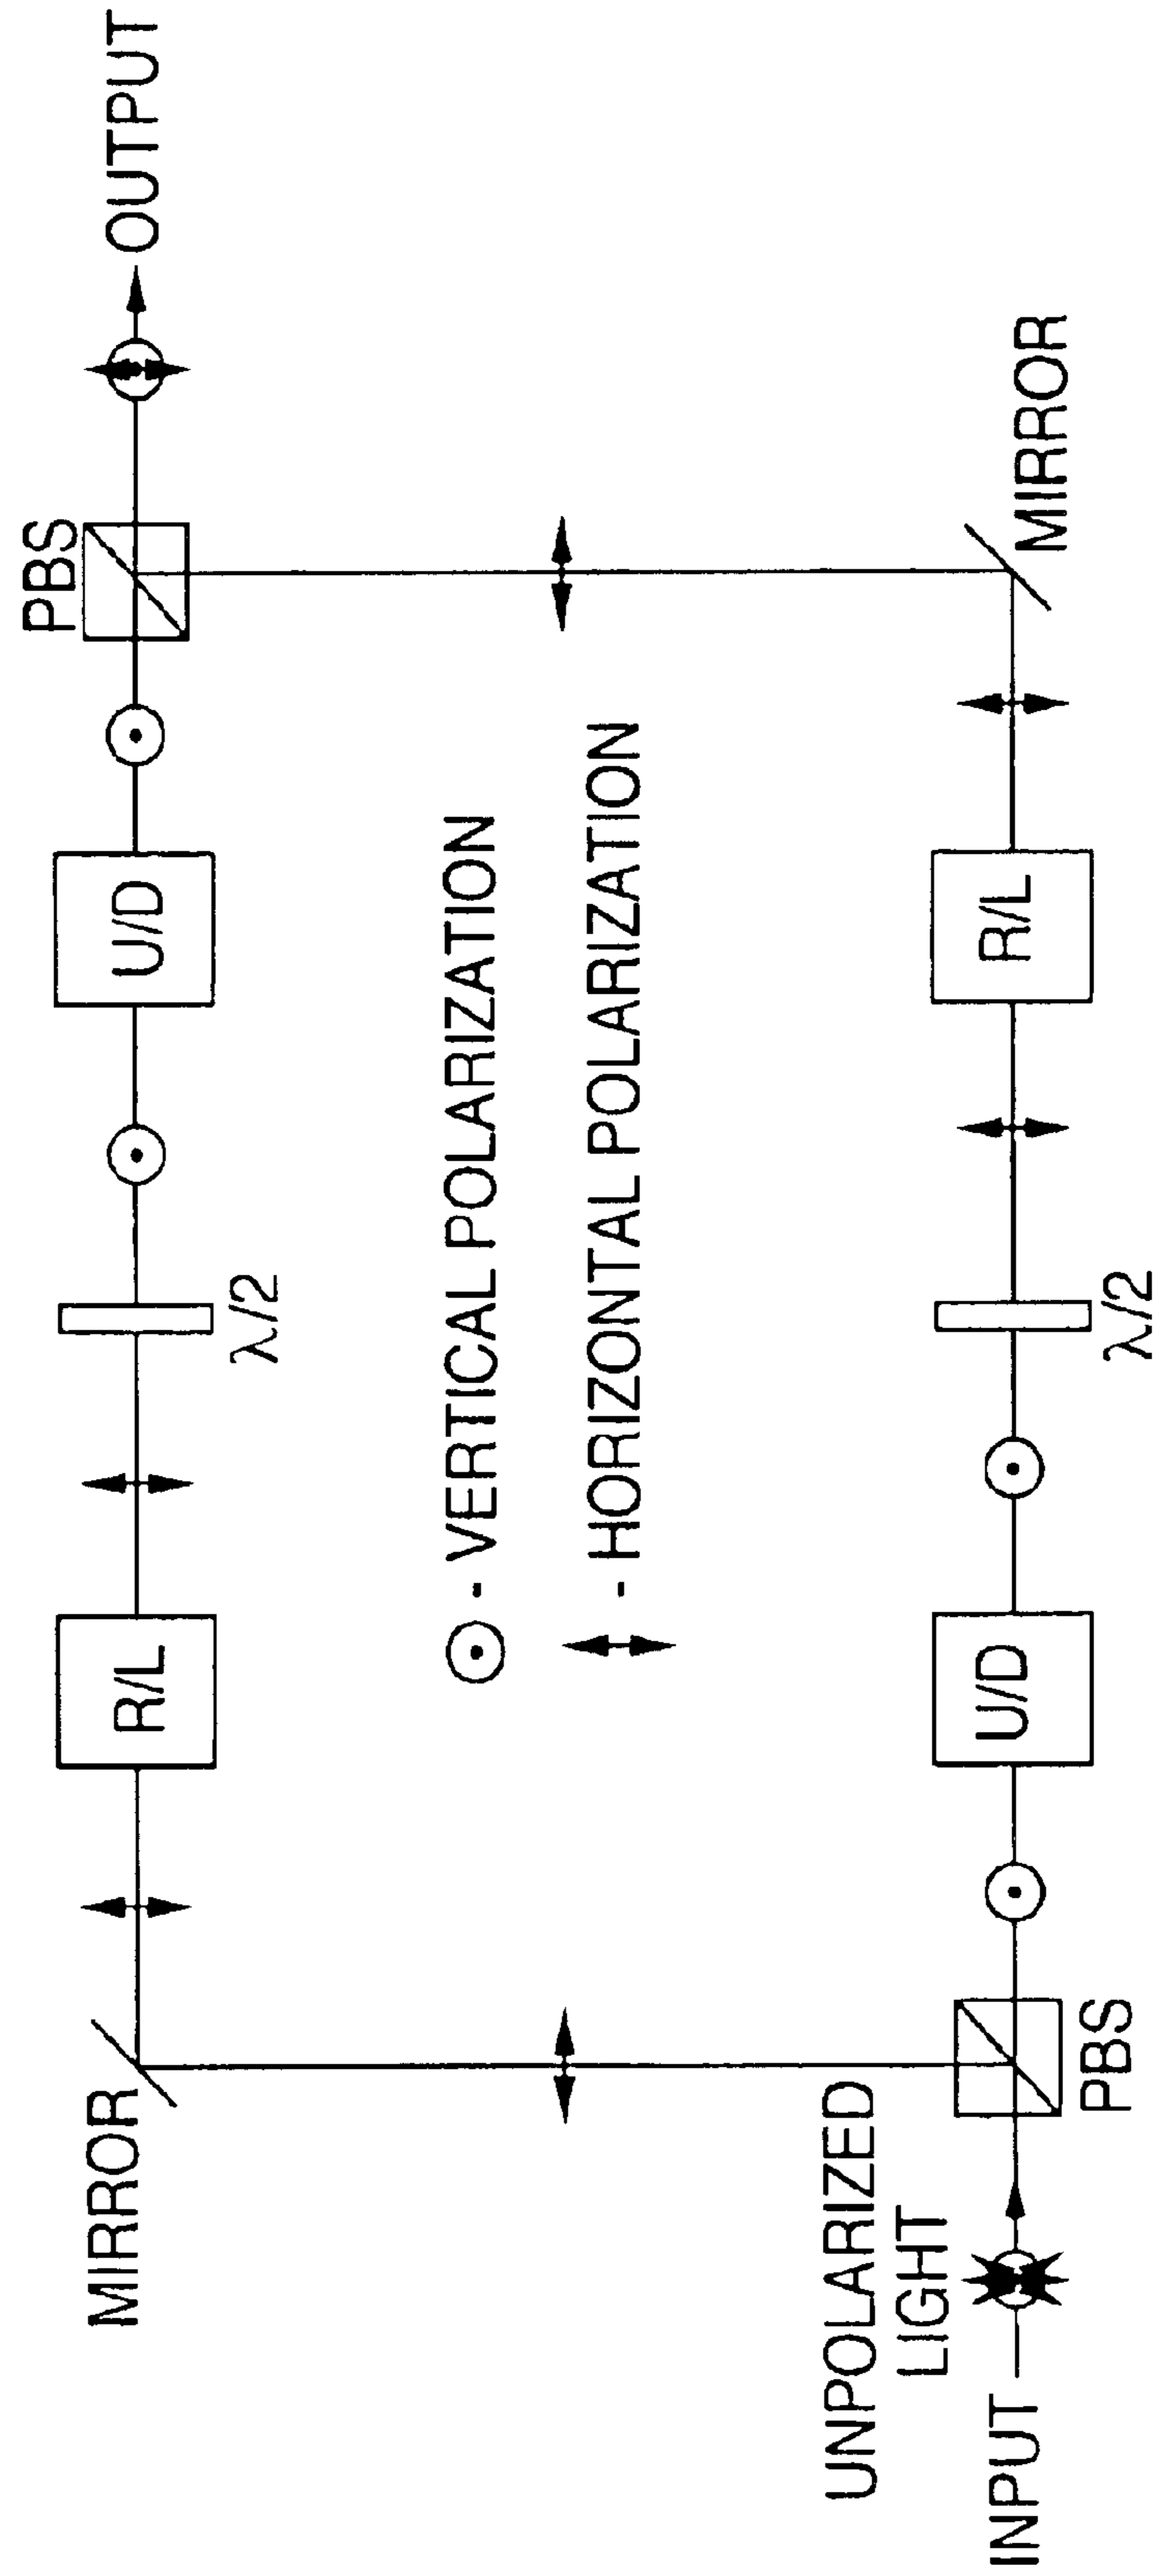 MIRROR
R/L
λ/2
U/D
PBS
OUTPUT
- VERTICAL POLARIZATION
- HORIZONTAL POLARIZATION
UNPOLARIZED
LIGHT
INPUT
PBS
U/D
λ/2
R/L
MIRROR